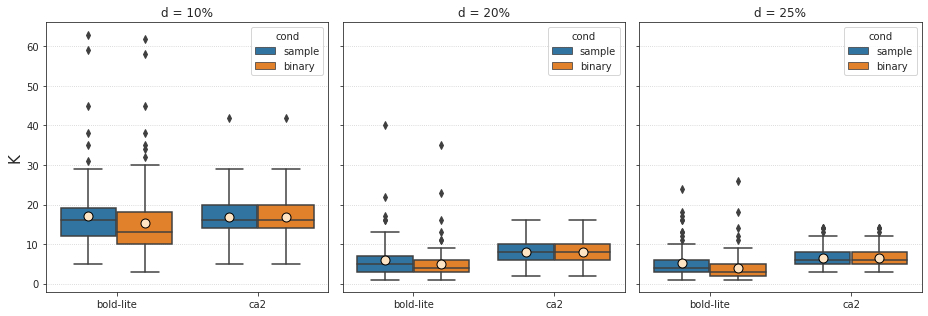 d = 10%
d = 20%
d = 25%
cond
sample
binary
cond
sample
binary
cond
sample
binary
K
60
50
40
30
20
10
0
bold-lite
ca2
bold-lite
ca2
bold-lite
ca2